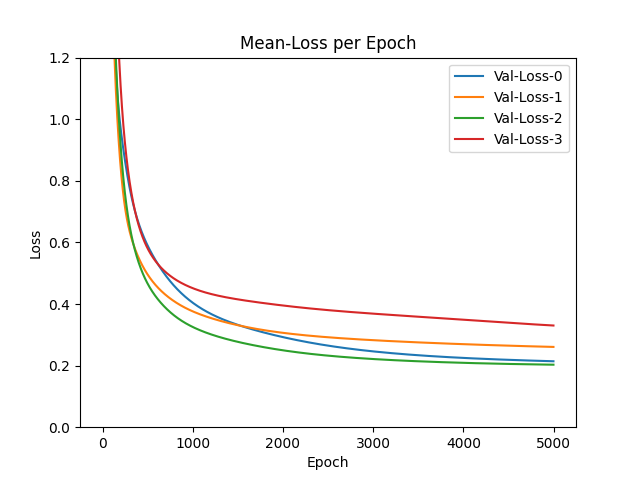 Mean-Loss per Epoch
1.2
1.0
0.8
0.6
0.4
0.2
0.0
Loss
Val-Loss-0
Val-Loss-1
Val-Loss-2
Val-Loss-3
0 1000 2000 3000 4000 5000
Epoch